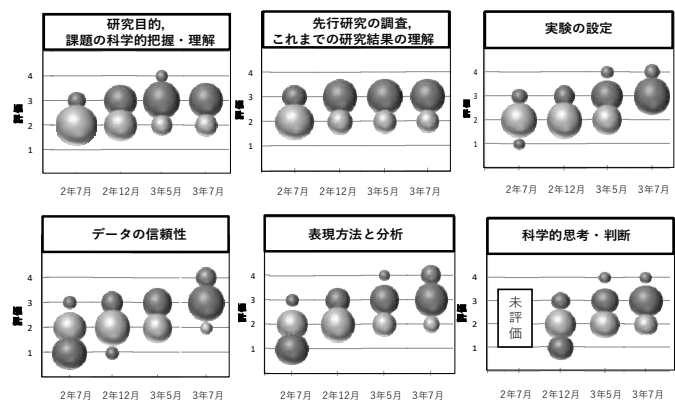 研究目的,
課題の科学的把握・理解
評価
4
3
2
1
2年7月 2年12月 3年5月 3年7月
先行研究の調査,
これまでの研究結果の理解
評価
4
3
2
1
2年7月 2年12月 3年5月 3年7月
実験の設定
評価
4
3
2
1
2年7月 2年12月 3年5月 3年7月
データの信頼性
評価
4
3
2
1
2年7月 2年12月 3年5月 3年7月
表現方法と分析
評価
4
3
2
1
2年7月 2年12月 3年5月 3年7月
科学的思考・判断
評価
4
3
2
1
未
評
価
2年7月 2年12月 3年5月 3年7月